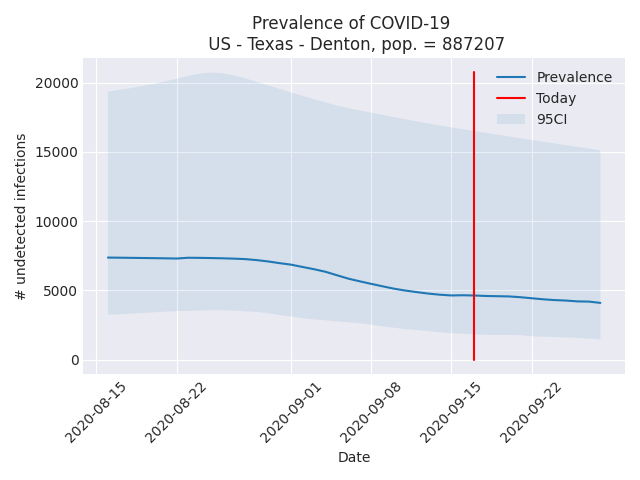 Prevalence of COVID-19
US - Texas - Denton, pop. = 887207
20000
15000
10000
5000
0
# undetected infections
Prevalence
Today
95CI
2020-08-15
2020-08-22
2020-09-01
2020-09-08
2020-09-15
2020-09-22
Date